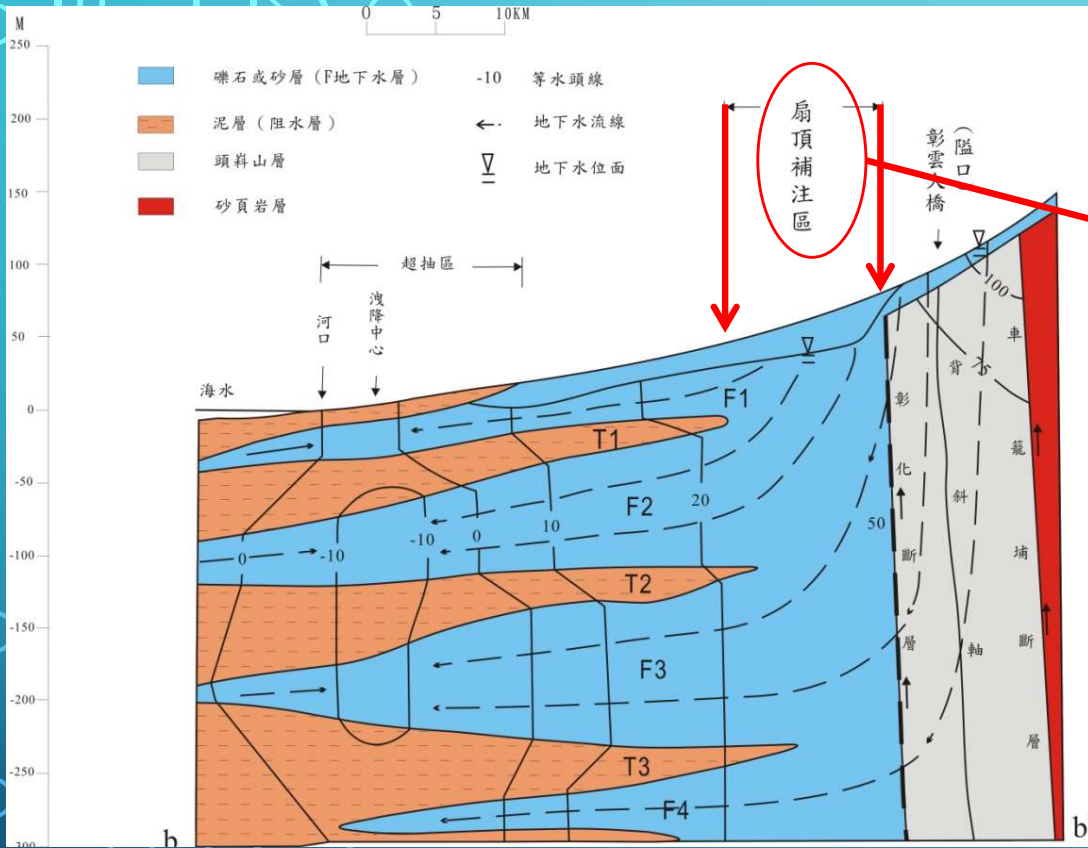 M
0 5 10KM
250
200
150
100
50
0
-50
-100
-150
-200
-250
-300
礫石或砂層(F地下水層)
泥層(阻水層)
頭嵙山層
砂頁岩層
-10 等水頭線
地下水流線
地下水位面
扇頂補注區
彰雲大橋
(隘口)
超抽區
河口
洩降中心
海水
100
F1
T1
F2
20
50
0
-10
-10
0
10
T2
F3
T3
F4
彰化斷層
背斜軸
車籠埔斷層
b
b